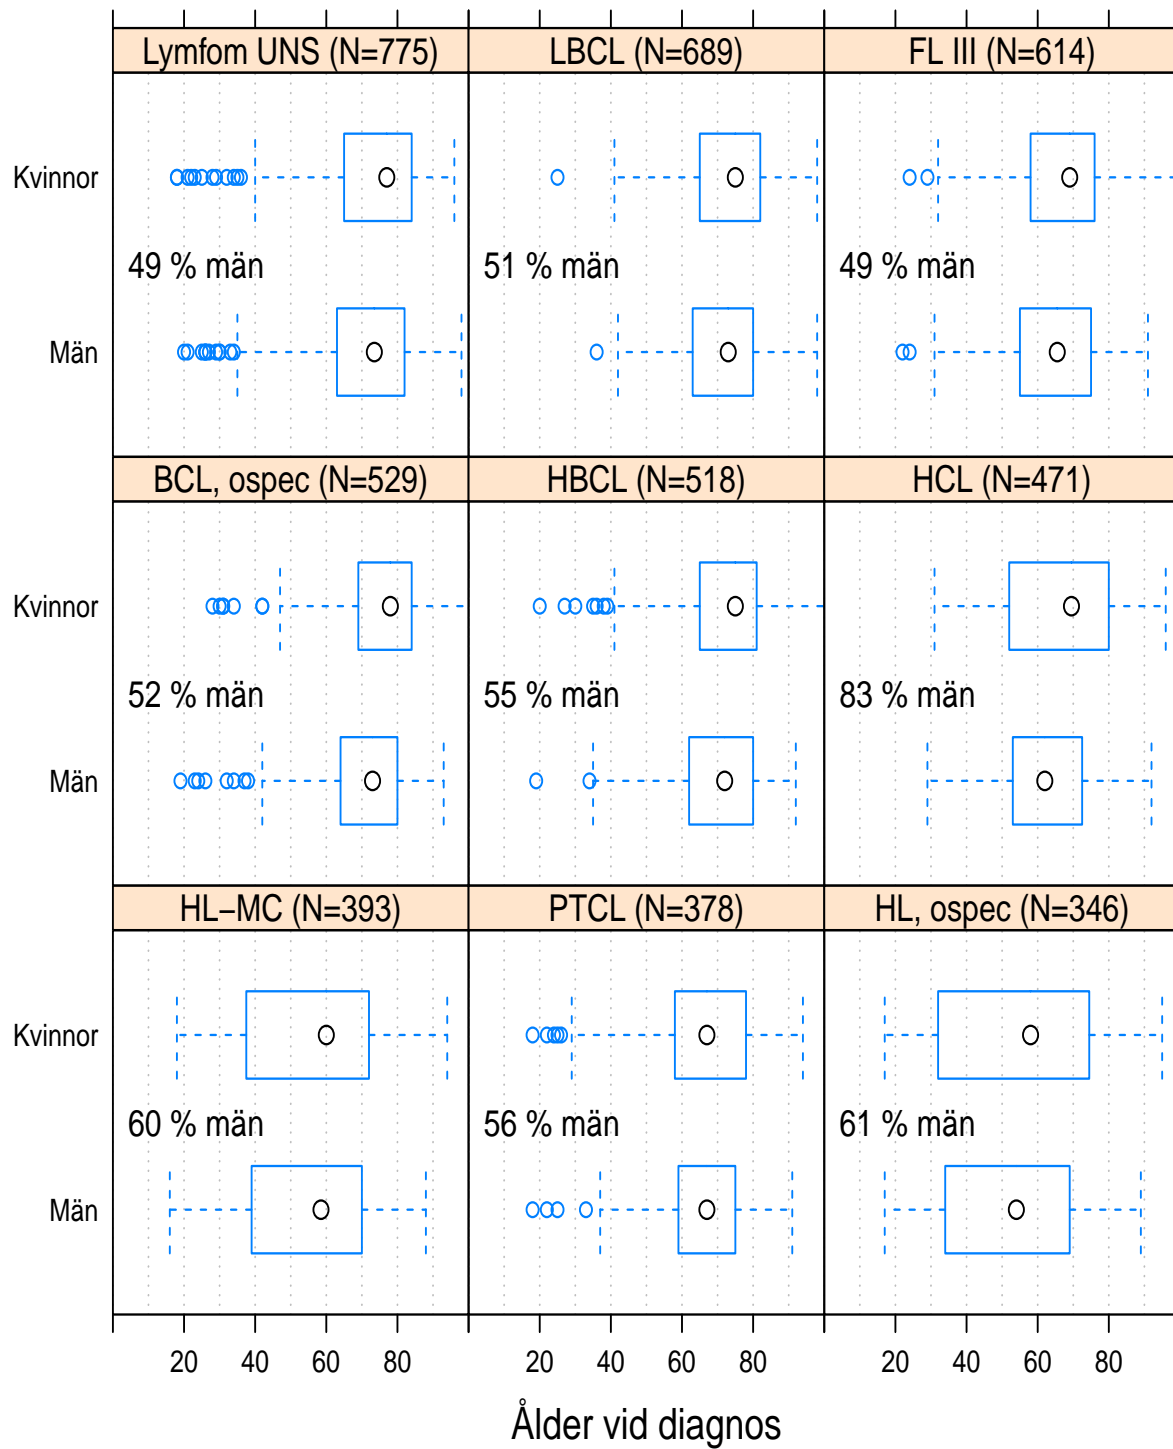 Lymfom UNS (N=775)
LBCL (N=689)
FL III (N=614)
Kvinnor
49 % män
51 % män
49 % män
Män
BCL, ospec (N=529)
HBCL (N=518)
HCL (N=471)
Kvinnor
52 % män
55 % män
83 % män
Män
HL−MC (N=393)
PTCL (N=378)
HL, ospec (N=346)
Kvinnor
60 % män
56 % män
61 % män
Män
20 40 60 80
20 40 60 80
20 40 60 80
Ålder vid diagnos